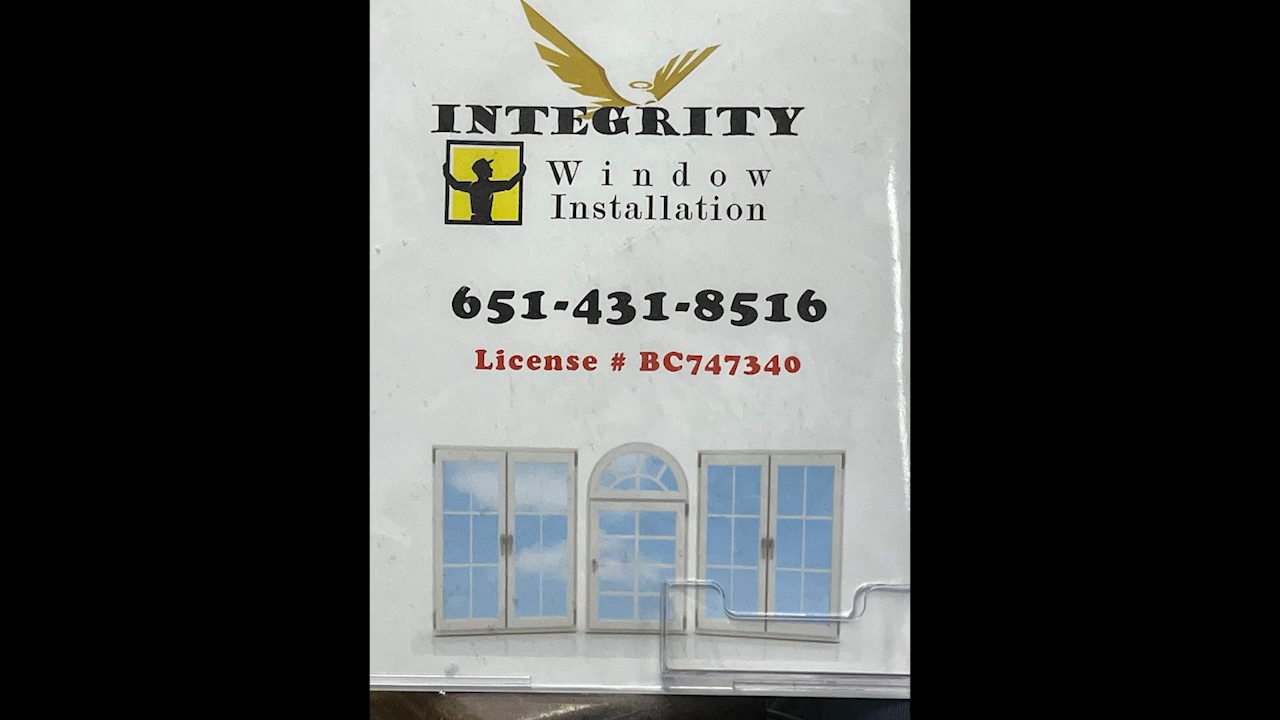 INTEGRITY
Window
Installation
651-431-8516
License # BC747340